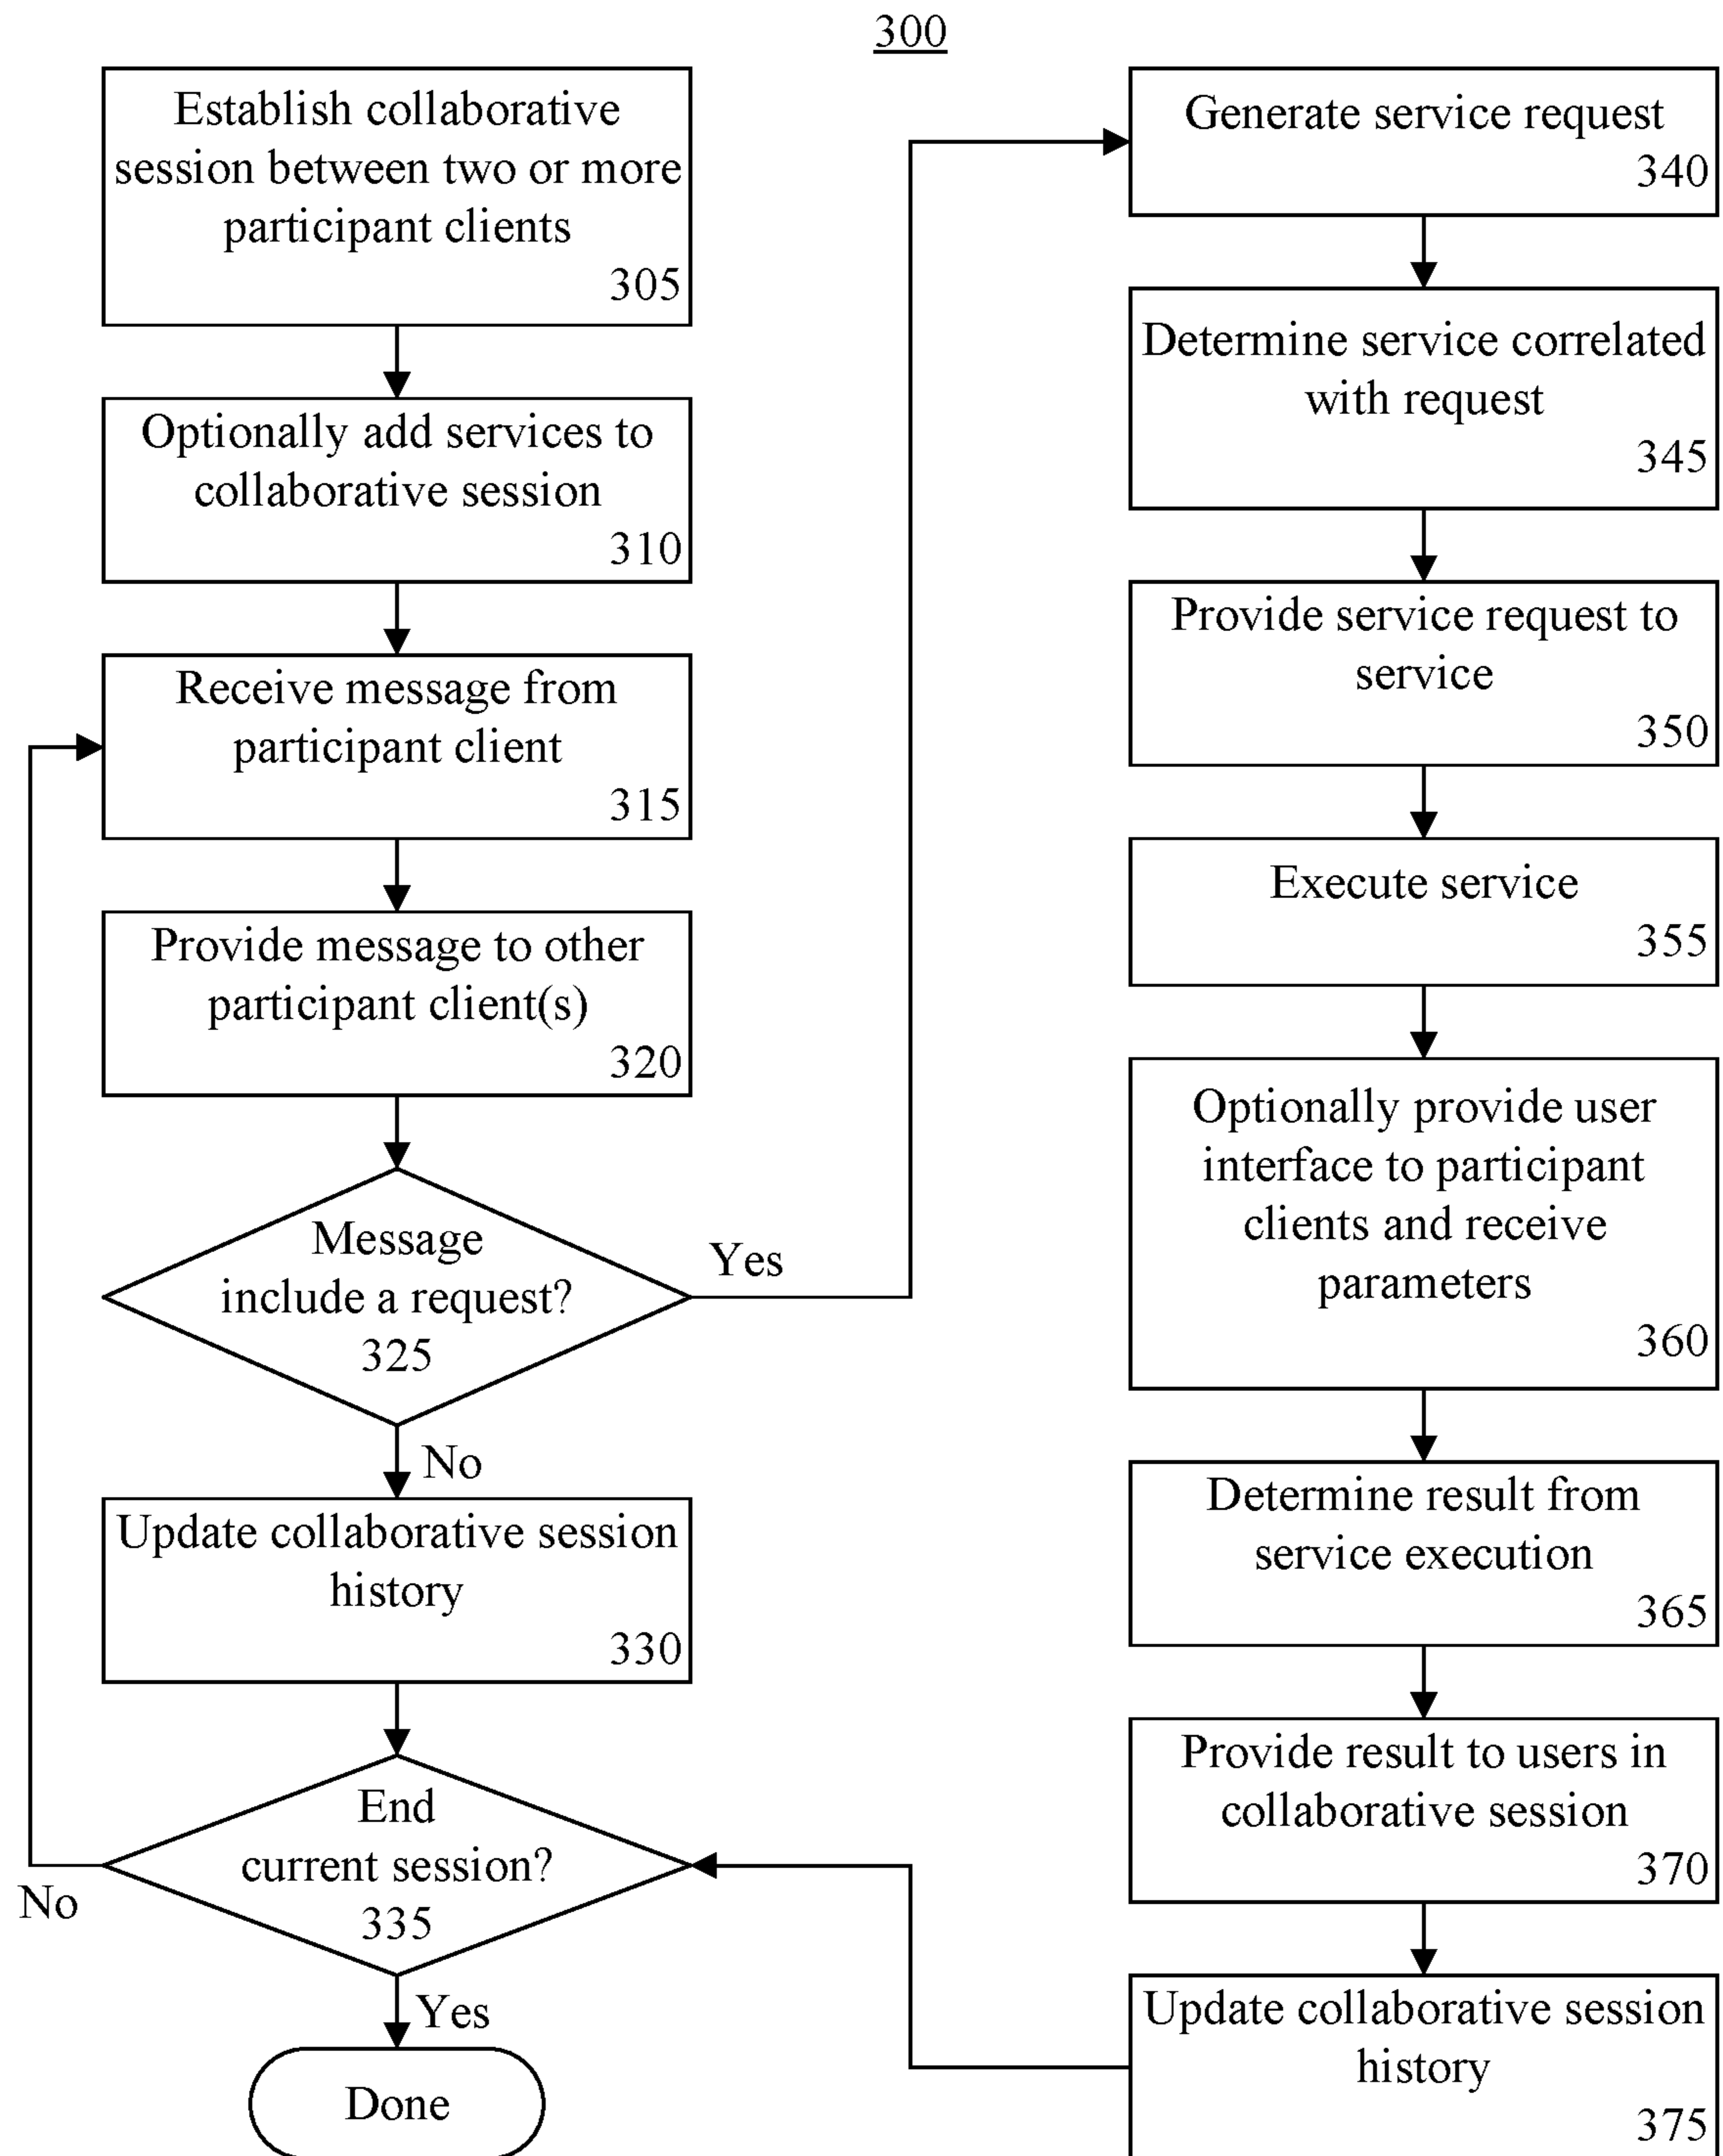 300
Establish collaborative
session between two or more
participant clients
305
Optionally add services to
collaborative session
310
Receive message from
participant client
315
Provide message to other
participant client(s)
320
Message
include a request?
325
Yes
No
Update collaborative session
history
330
End
current session?
335
No
Yes
Done
Generate service request
340
Determine service correlated
with request
345
Provide service request to
service
350
Execute service
355
Optionally provide user
interface to participant
clients and receive
parameters
360
Determine result from
service execution
365
Provide result to users in
collaborative session
370
Update collaborative session
history
375